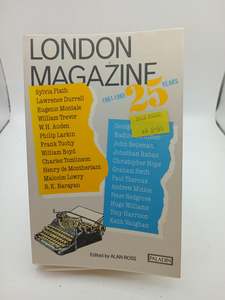 LONDON
MAGAZINE
1961-1985
25
YEARS
Sylvia Plath
Lawrence Durrell
Eugenio Montale
William Trevor
W.H. Auden
Philip Larkin
Frank Tuohy
William Boyd
Charles Tomlinson
Henry de Montherlant
Malcolm Lowry
R.K. Narayan
John Betjeman
Jonathan Raban
Christopher Hope
Graham Swift
Paul Theroux
Andrew Motion
Peter Redgrove
Hugo Williams
Tony Harrison
Keith Vaughan
Edited by ALAN ROSS
PALADIN